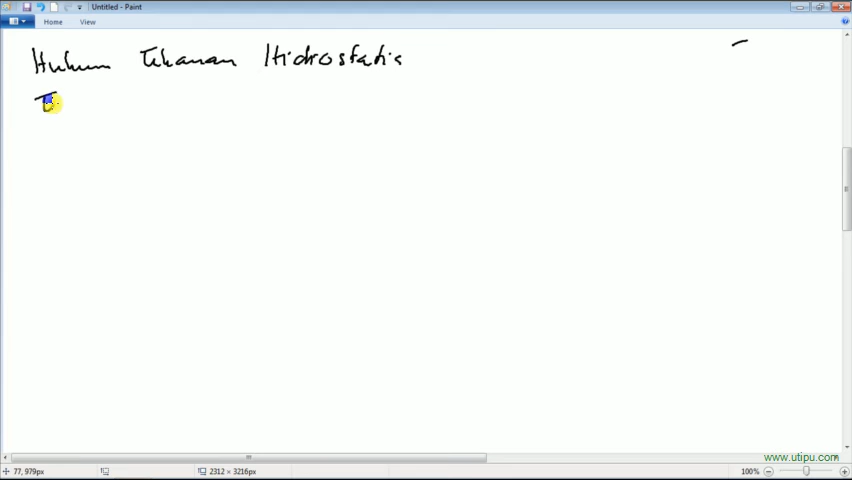 Untitled - Paint
Home View
Hukum Tekanan Hidrostatis
T
www.utipu.com
77, 979px 2312 × 3216px 100%